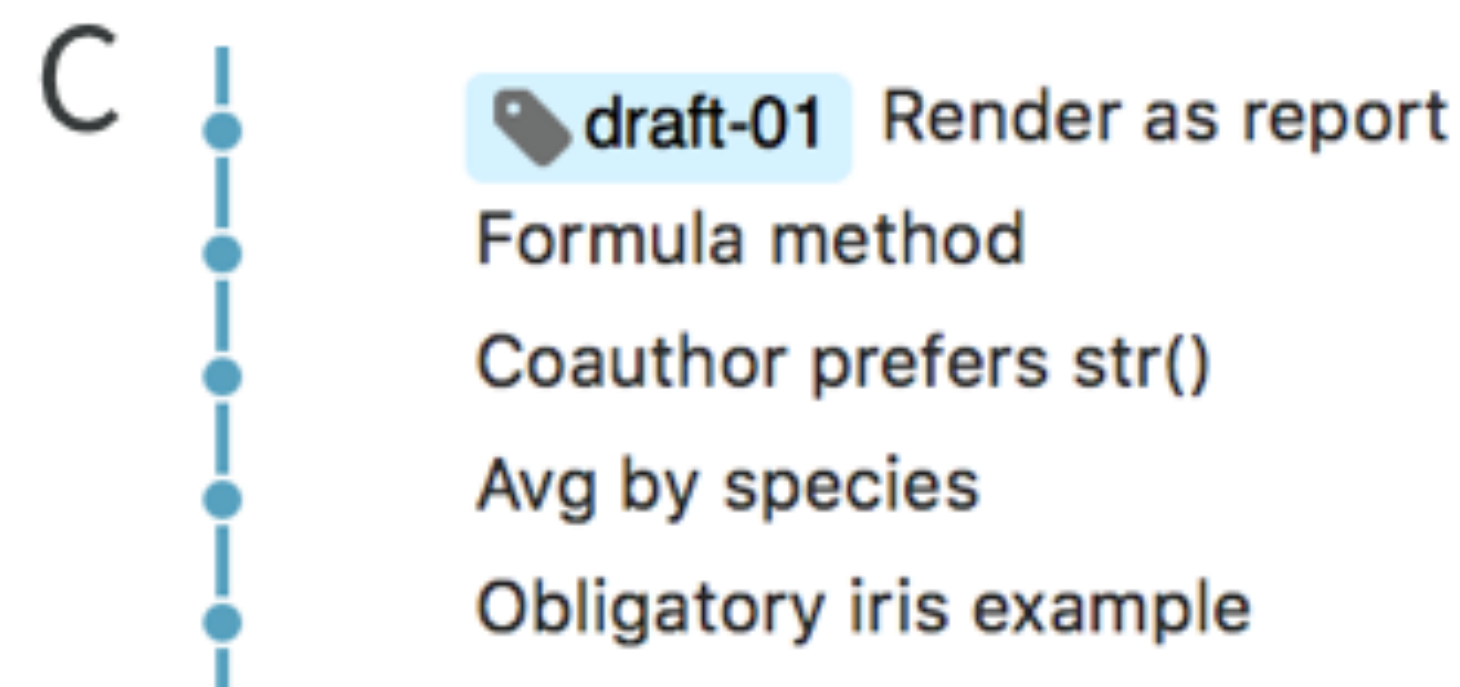 C
draft-01 Render as report
Formula method
Coauthor prefers str()
Avg by species
Obligatory iris example